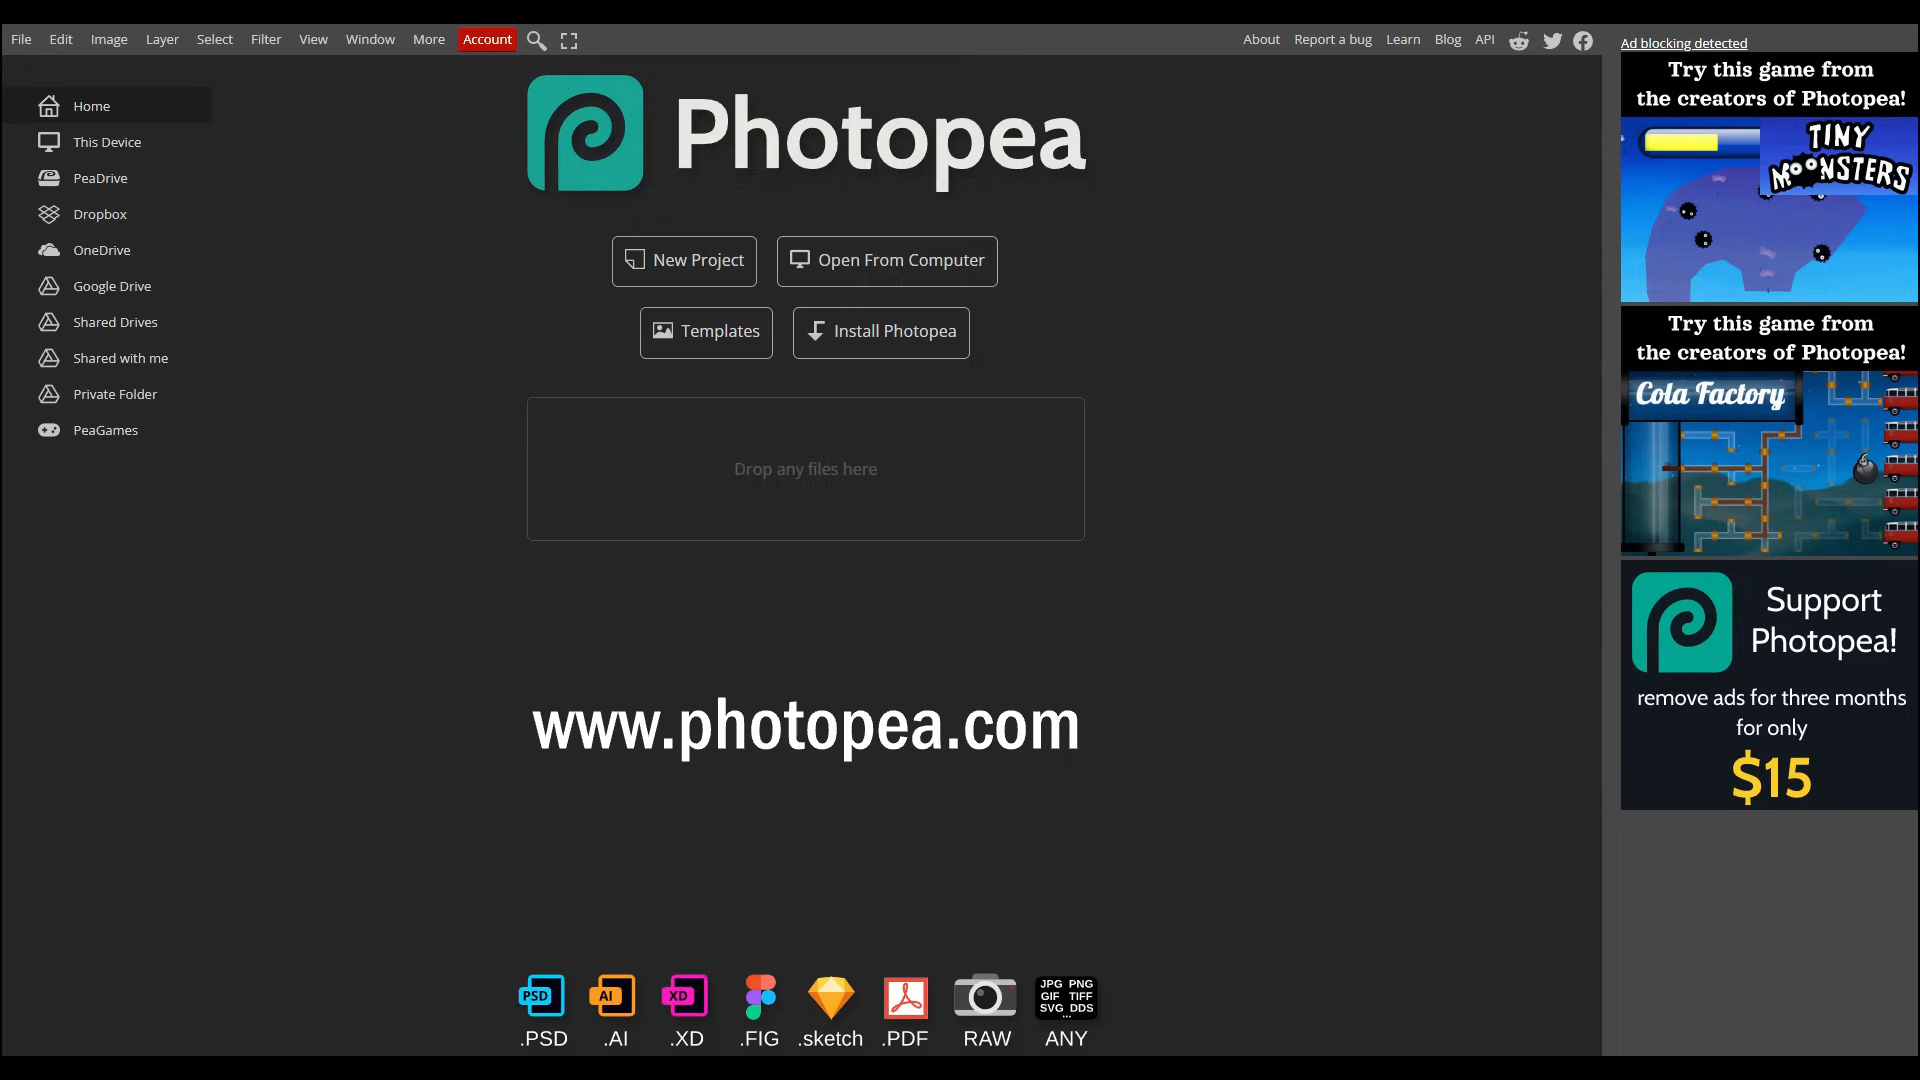 File Edit Image Layer Select Filter View Window More Account
About Report a bug Learn Blog API
Ad blocking detected
Home
This Device
PeaDrive
Dropbox
OneDrive
Google Drive
Shared Drives
Shared with me
Private Folder
PeaGames
Photopea
New Project
Open From Computer
Templates
Install Photopea
Drop any files here
www.photopea.com
PSD
AI
XD
JPG PNG
GIF TIFF
SVG DDS
...
.PSD .AI .XD .FIG .sketch .PDF RAW ANY
Try this game from
the creators of Photopea!
TINY
MOONSTERS
Try this game from
the creators of Photopea!
Cola Factory
Support
Photopea!
remove ads for three months
for only
$15